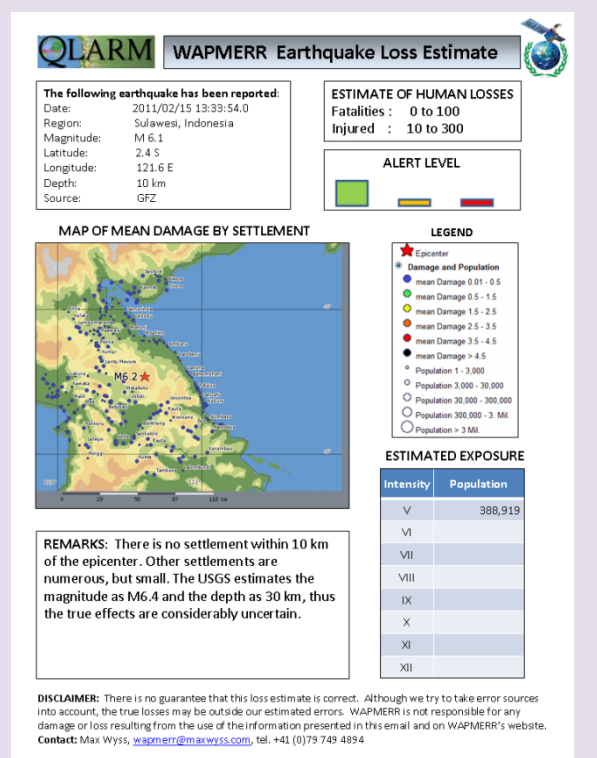 QLARM
WAPMERR Earthquake Loss Estimate
The following earthquake has been reported:
Date: 2011/02/15 13:33:54.0
Region: Sulawesi, Indonesia
Magnitude: M 6.1
Latitude: 2.4 S
Longitude: 121.6 E
Depth: 10 km
Source: GFZ
ESTIMATE OF HUMAN LOSSES
Fatalities : 0 to 100
Injured : 10 to 300
ALERT LEVEL
MAP OF MEAN DAMAGE BY SETTLEMENT
M6.2
LEGEND
Epicenter
Damage and Population
mean Damage 0.01 - 0.5
mean Damage 0.5 - 1.5
mean Damage 1.5 - 2.5
mean Damage 2.5 - 3.5
mean Damage 3.5 - 4.5
mean Damage > 4.5
Population 1 - 3,000
Population 3,000 - 30,000
Population 30,000 - 300,000
Population 300,000 - 3. Mil.
Population > 3 Mil.
ESTIMATED EXPOSURE
Intensity Population
V 388,919
VI
VII
VIII
IX
X
XI
XII
REMARKS: There is no settlement within 10 km
of the epicenter. Other settlements are
numerous, but small. The USGS estimates the
magnitude as M6.4 and the depth as 30 km, thus
the true effects are considerably uncertain.
DISCLAIMER: There is no guarantee that this loss estimate is correct. Although we try to take error sources
into account, the true losses may be outside our estimated errors. WAPMERR is not responsible for any
damage or loss resulting from the use of the information presented in this email and on WAPMERR's website.
Contact: Max Wyss, wapmerr@maxwyss.com, tel. +41 (0)79 749 4894